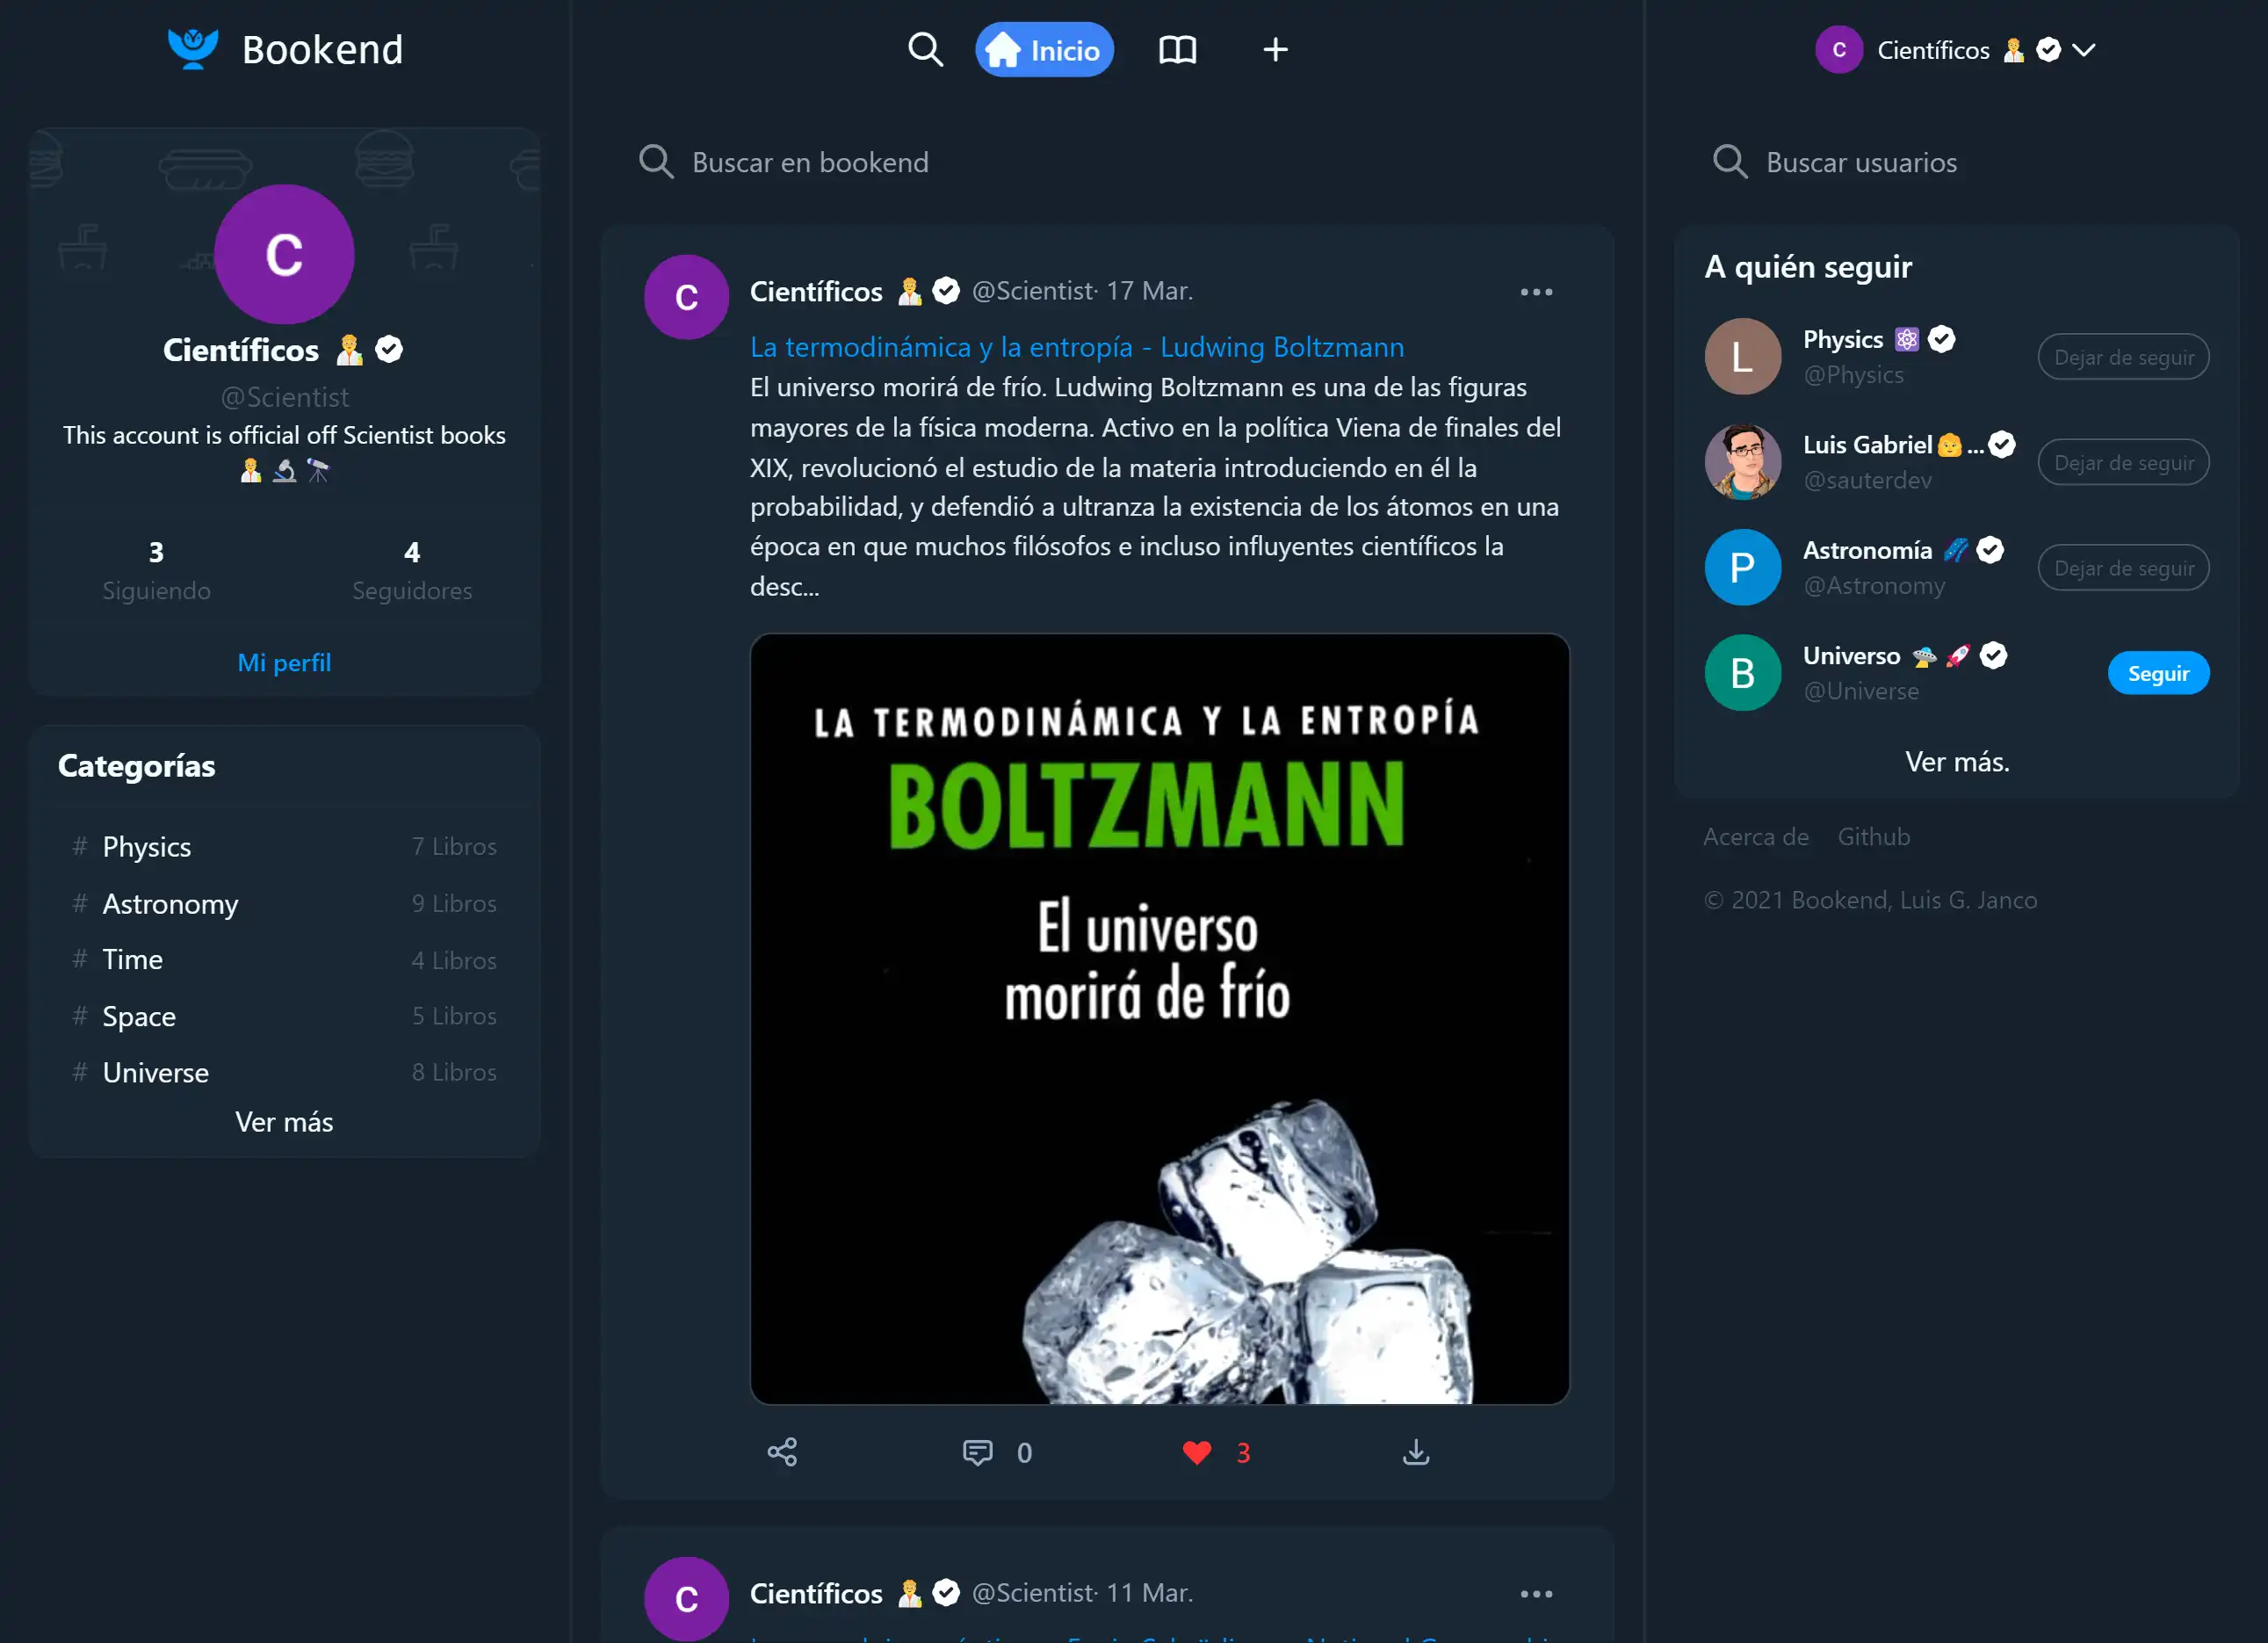 Bookend
Inicio
C Científicos
C
Científicos
@Scientist
This account is official off Scientist books
3 4
Siguiendo Seguidores
Mi perfil
Categorías
# Physics 7 Libros
# Astronomy 9 Libros
# Time 4 Libros
# Space 5 Libros
# Universe 8 Libros
Ver más
Buscar en bookend
C
Científicos @Scientist· 17 Mar.
La termodinámica y la entropía - Ludwing Boltzmann
El universo morirá de frío. Ludwing Boltzmann es una de las figuras
mayores de la física moderna. Activo en la política Viena de finales del
XIX, revolucionó el estudio de la materia introduciendo en él la
probabilidad, y defendió a ultranza la existencia de los átomos en una
época en que muchos filósofos e incluso influyentes científicos la
desc...
LA TERMODINÁMICA Y LA ENTROPÍA
BOLTZMANN
El universo
morirá de frío
0 3
C
Científicos @Scientist· 11 Mar.
Buscar usuarios
A quién seguir
L
Physics
@Physics
Dejar de seguir
Luis Gabriel...
@sauterdev
Dejar de seguir
P
Astronomía
@Astronomy
Dejar de seguir
B
Universo
@Universe
Seguir
Ver más.
Acerca de Github
© 2021 Bookend, Luis G. Janco